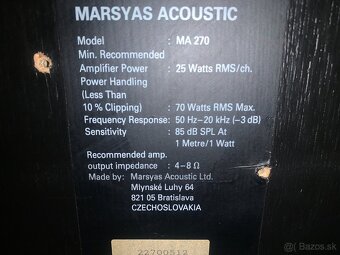 MARSYAS ACOUSTIC
Model : MA 270
Min. Recommended
Amplifier Power : 25 Watts RMS/ch.
Power Handling
(Less Than
10 % Clipping) : 70 Watts RMS Max.
Frequency Response: 50 Hz–20 kHz (–3 dB)
Sensitivity : 85 dB SPL At
1 Metre/1 Watt
Recommended amp.
output impedance : 4–8 Ω
Made by: Marsyas Acoustic Ltd.
Mlynské Luhy 64
821 05 Bratislava
CZECHOSLOVAKIA
22700512
bazos.sk